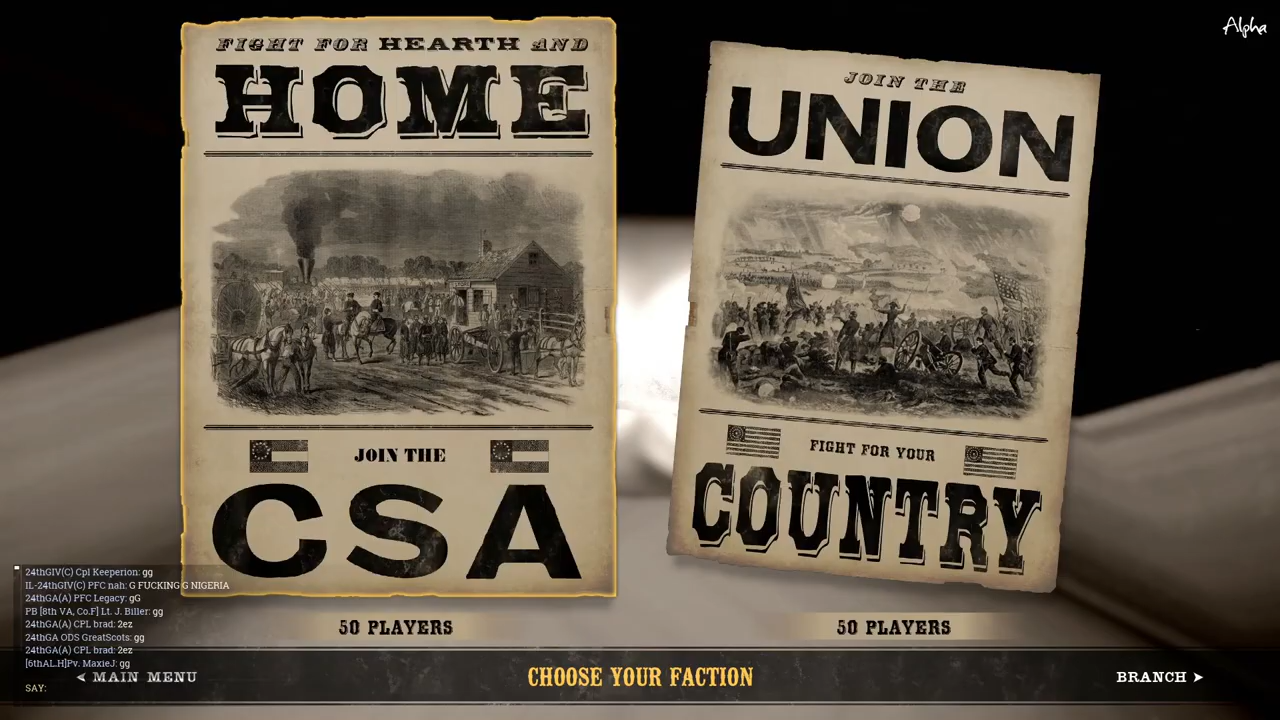 Alpha
FIGHT FOR HEARTH AND
HOME
JOIN THE
CSA
50 PLAYERS
JOIN THE
UNION
FIGHT FOR YOUR
COUNTRY
50 PLAYERS
24thGIV(C) Cpl Keeperion: gg
IL-24thGIV(C) PFC nah: G FUCKING G NIGERIA
24thGA(A) PFC Legacy: gG
PB [8th VA, Co.F] Lt. J. Biller: gg
24thGA(A) CPL brad: 2ez
24thGA ODS GreatScots: gg
24thGA(A) CPL brad: 2ez
[6thAL.H]Pv. MaxieJ: gg
SAY:
MAIN MENU
CHOOSE YOUR FACTION
BRANCH